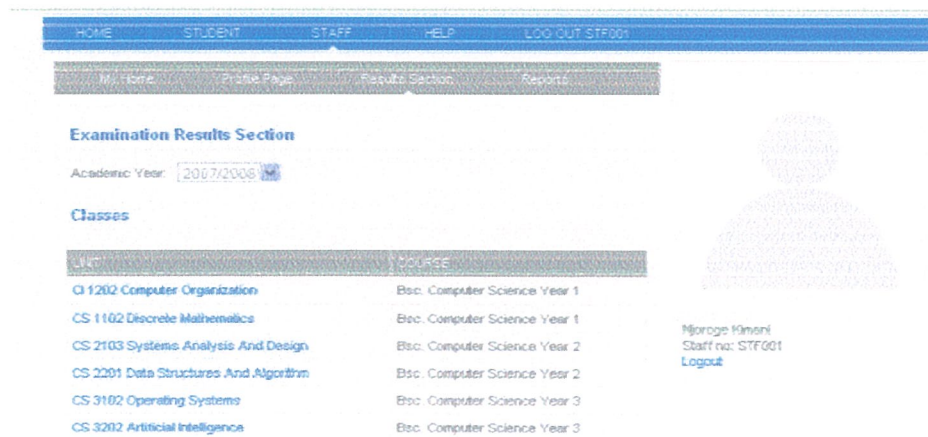 HOME STUDENT STAFF HELP LOG OUT STF001
My Home Profile Page Results Section Reports
Examination Results Section
Academic Year: 2007/2008
Classes
UNIT COURSE
CI 1202 Computer Organization Bsc. Computer Science Year 1
CS 1102 Discrete Mathematics Bsc. Computer Science Year 1
CS 2103 Systems Analysis And Design Bsc. Computer Science Year 2
CS 2201 Data Structures And Algorithm Bsc. Computer Science Year 2
CS 3102 Operating Systems Bsc. Computer Science Year 3
CS 3202 Artificial Intelligence Bsc. Computer Science Year 3
Njoroge Kimani
Staff no: STF001
Logout